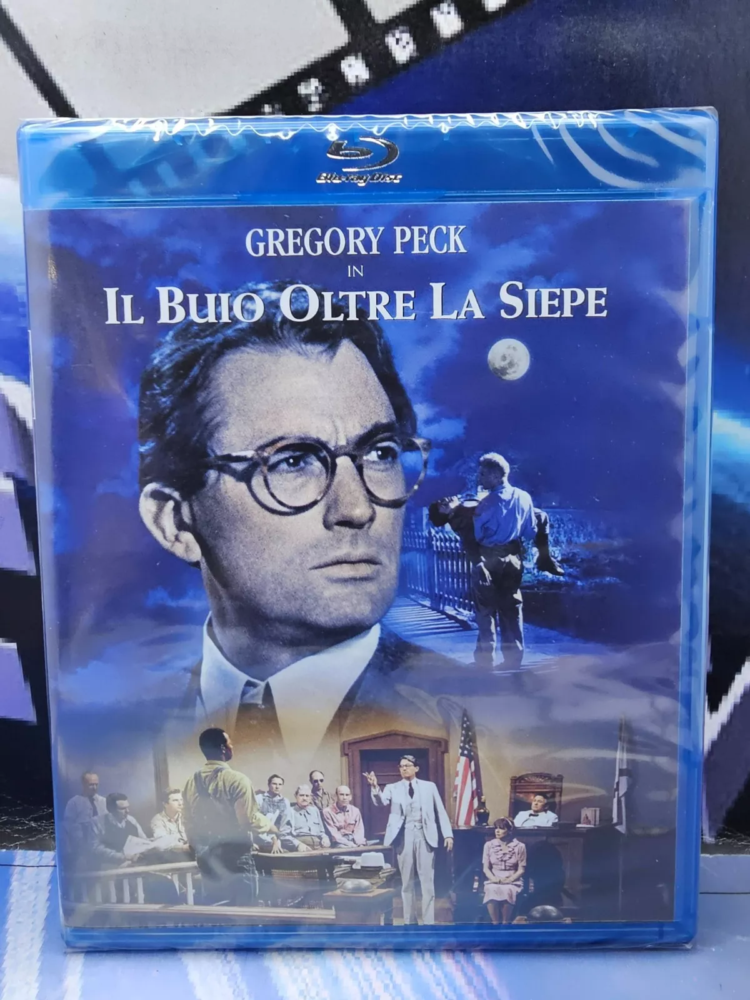 Blu-ray Disc
GREGORY PECK
IN
IL BUIO OLTRE LA SIEPE